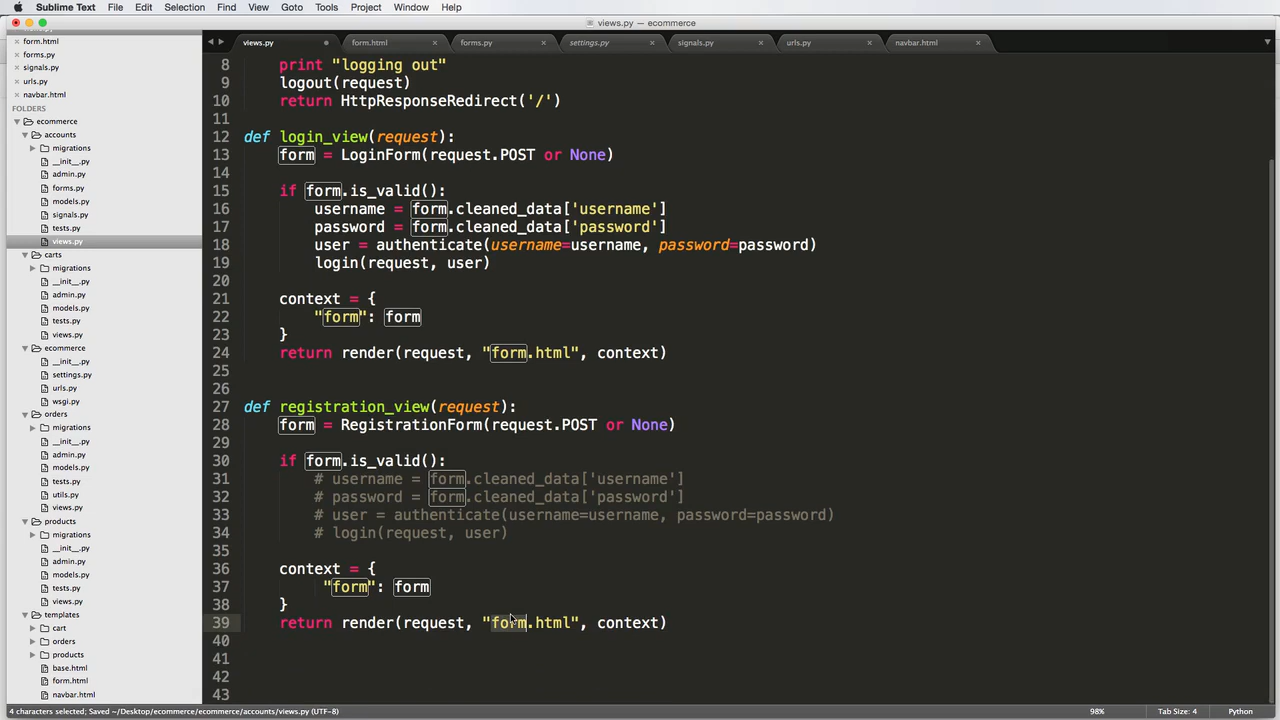 Sublime Text File Edit Selection Find View Goto Tools Project Window Help
views.py — ecommerce
form.html
forms.py
signals.py
urls.py
navbar.html
FOLDERS
ecommerce
accounts
migrations
__init__.py
admin.py
forms.py
models.py
signals.py
tests.py
views.py
carts
migrations
__init__.py
admin.py
models.py
tests.py
views.py
ecommerce
__init__.py
settings.py
urls.py
wsgi.py
orders
migrations
__init__.py
admin.py
models.py
tests.py
utils.py
views.py
products
migrations
__init__.py
admin.py
models.py
tests.py
views.py
templates
cart
orders
products
base.html
form.html
navbar.html
views.py form.html forms.py settings.py signals.py urls.py navbar.html
8 print "logging out"
9 logout(request)
10 return HttpResponseRedirect('/')
11
12 def login_view(request):
13 form = LoginForm(request.POST or None)
14
15 if form.is_valid():
16 username = form.cleaned_data['username']
17 password = form.cleaned_data['password']
18 user = authenticate(username=username, password=password)
19 login(request, user)
20
21 context = {
22 "form": form
23 }
24 return render(request, "form.html", context)
25
26
27 def registration_view(request):
28 form = RegistrationForm(request.POST or None)
29
30 if form.is_valid():
31 # username = form.cleaned_data['username']
32 # password = form.cleaned_data['password']
33 # user = authenticate(username=username, password=password)
34 # login(request, user)
35
36 context = {
37 "form": form
38 }
39 return render(request, "form.html", context)
40
41
42
43
4 characters selected; Saved ~/Desktop/ecommerce/ecommerce/accounts/views.py (UTF-8) 98% Tab Size: 4 Python